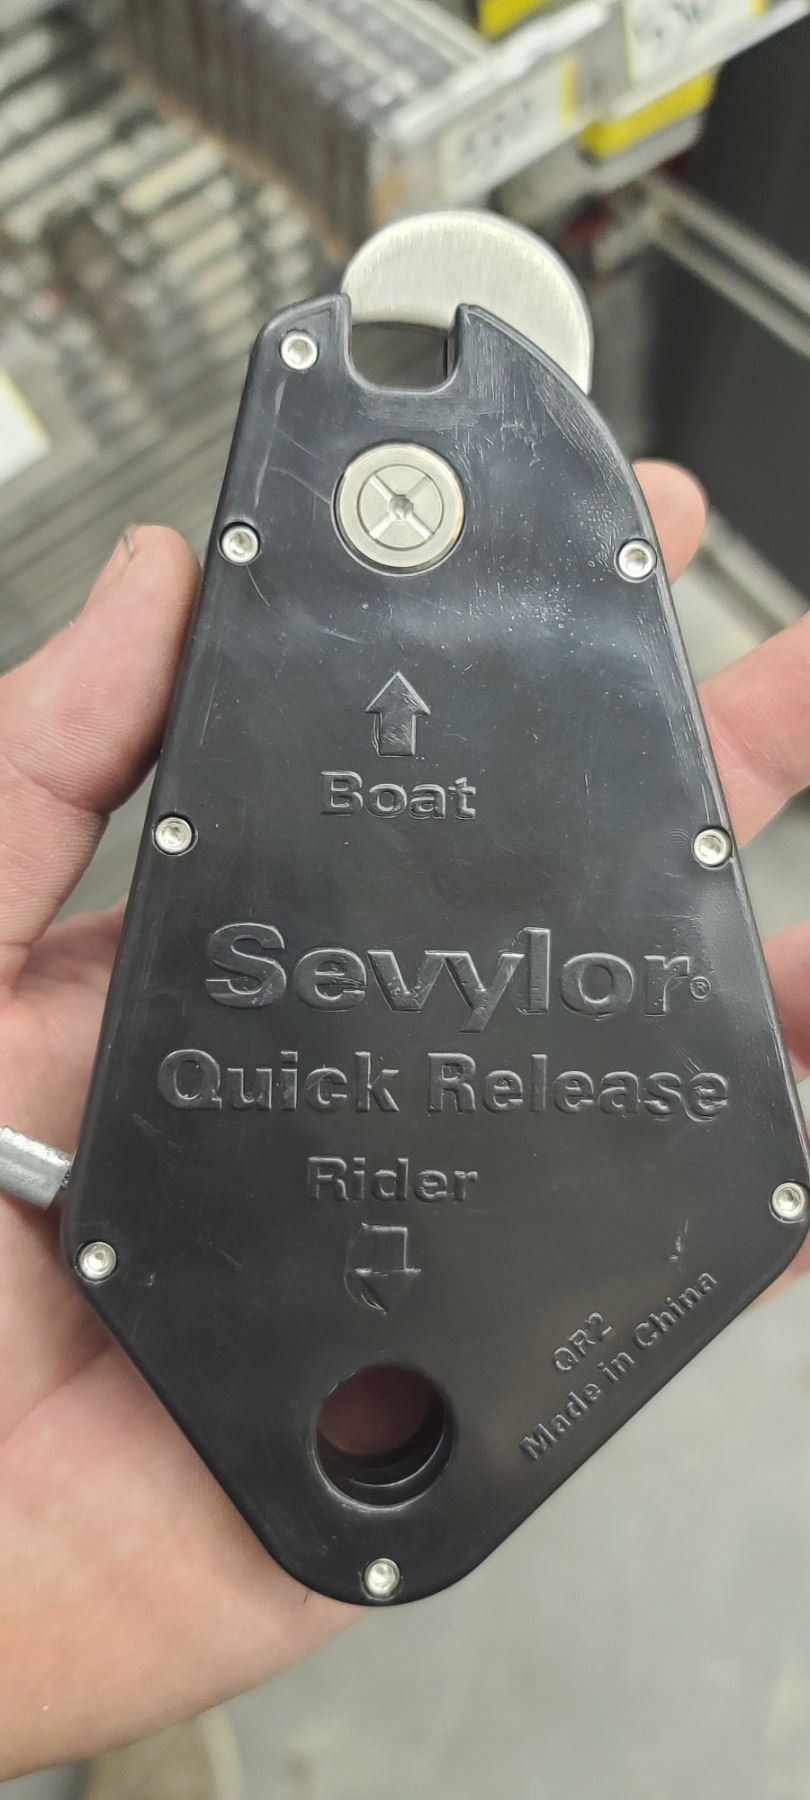 Boat
Sevylor®
Quick Release
Rider
QR2
Made in China